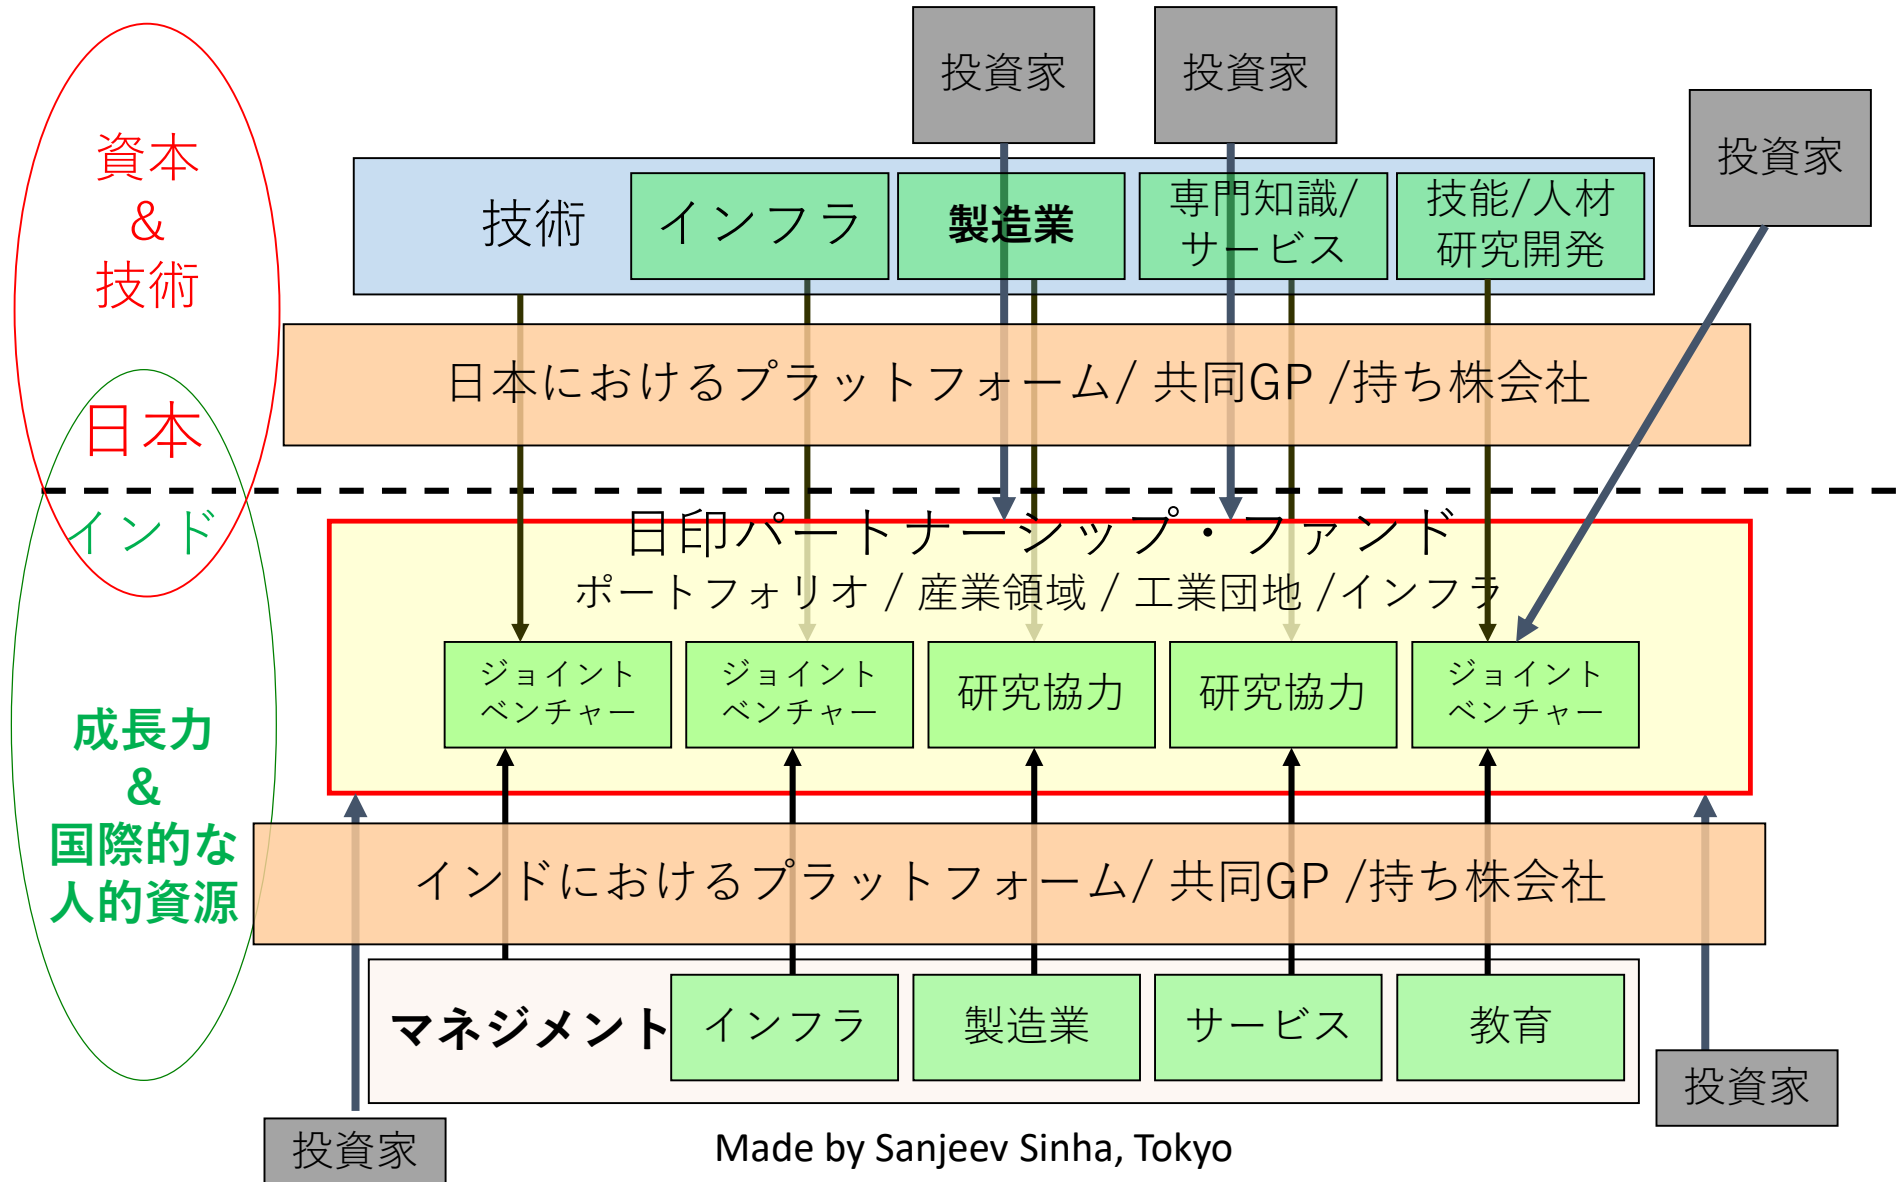 投資家
投資家
投資家
資本
&
技術
日本
インド
成長力
&
国際的な
人的資源
技術
インフラ
製造業
専門知識/
サービス
技能/人材
研究開発
日本におけるプラットフォーム/ 共同GP /持ち株会社
日印パートナーシップ・ファンド
ポートフォリオ / 産業領域 / 工業団地 /インフラ
ジョイント
ベンチャー
ジョイント
ベンチャー
研究協力
研究協力
ジョイント
ベンチャー
インドにおけるプラットフォーム/ 共同GP /持ち株会社
マネジメント
インフラ
製造業
サービス
教育
投資家
投資家
Made by Sanjeev Sinha, Tokyo